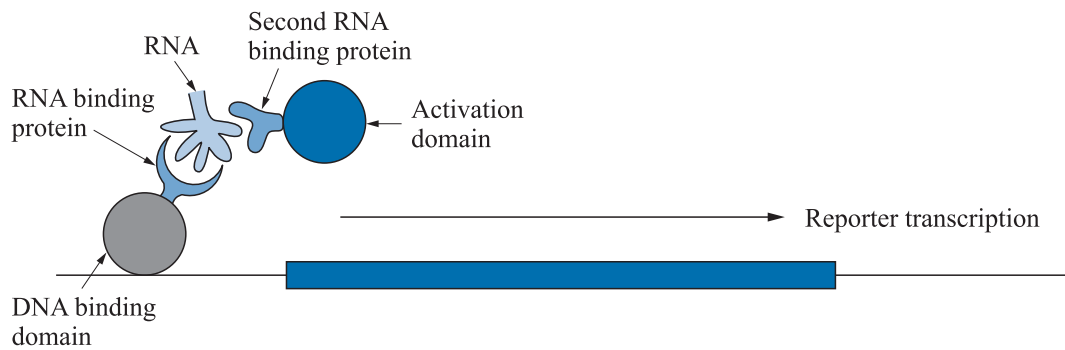 Second RNA
binding protein
RNA
RNA binding
protein
Activation
domain
Reporter transcription
DNA binding
domain